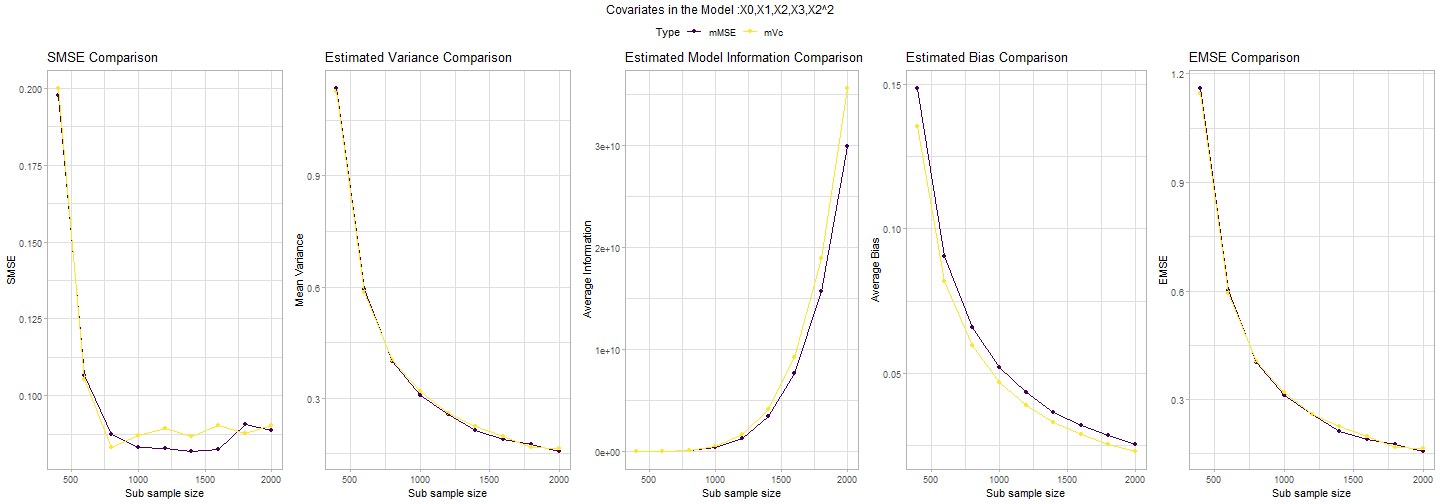 Covariates in the Model :X0,X1,X2,X3,X2^2
Type mMSE mVc
SMSE Comparison
0.200
0.175
0.150
0.125
0.100
SMSE
500 1000 1500 2000
Sub sample size
Estimated Variance Comparison
0.9
0.6
0.3
Mean Variance
500 1000 1500 2000
Sub sample size
Estimated Model Information Comparison
3e+10
2e+10
1e+10
0e+00
Average Information
500 1000 1500 2000
Sub sample size
Estimated Bias Comparison
0.15
0.10
0.05
Average Bias
500 1000 1500 2000
Sub sample size
EMSE Comparison
1.2
0.9
0.6
0.3
EMSE
500 1000 1500 2000
Sub sample size